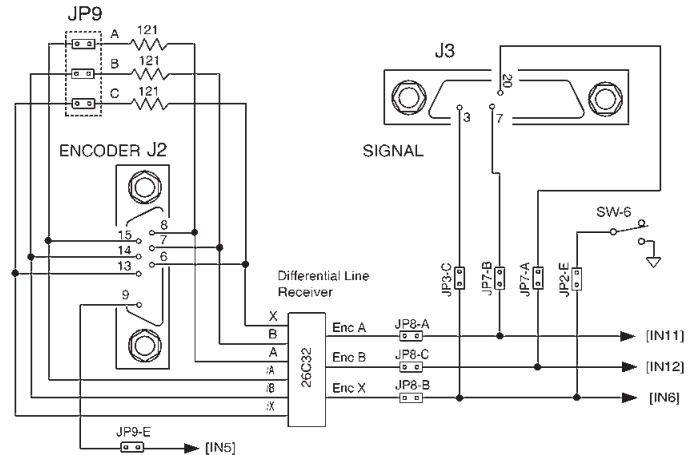 JP9
A 121
B 121
C 121
ENCODER J2
15 8
14 7
13 6
9
J3
20
3 7
SIGNAL
SW-6
JP3-C JP7-B JP7-A JP2-E
Differential Line
Receiver
26C32
X
B
A
/A
/B
/X
Enc A JP8-A [IN11]
Enc B JP8-C [IN12]
Enc X JP8-B [IN6]
JP9-E [IN5]